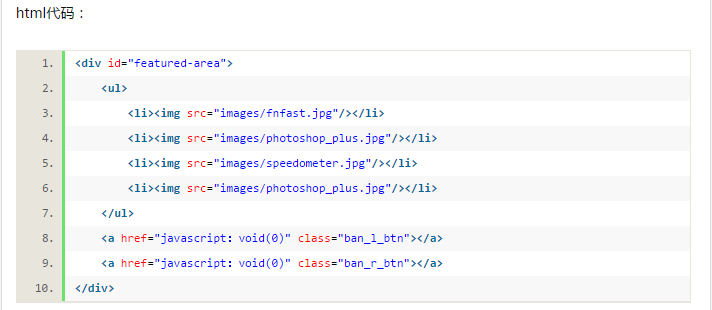 html代码：
1. <div id="featured-area">
2. <ul>
3. <li><img src="images/fnfast.jpg"/></li>
4. <li><img src="images/photoshop_plus.jpg"/></li>
5. <li><img src="images/speedometer.jpg"/></li>
6. <li><img src="images/photoshop_plus.jpg"/></li>
7. </ul>
8. <a href="javascript：void(0)" class="ban_l_btn"></a>
9. <a href="javascript：void(0)" class="ban_r_btn"></a>
10. </div>